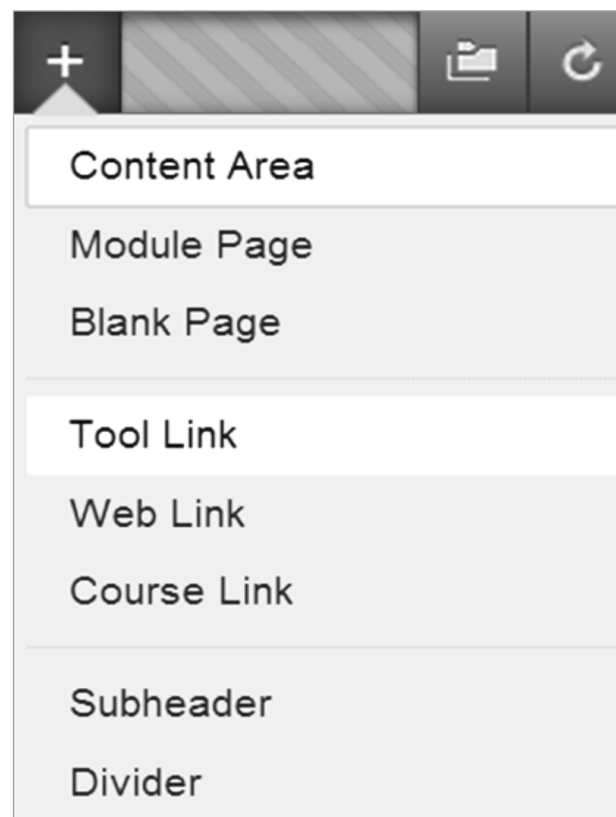 Content Area
Module Page
Blank Page
Tool Link
Web Link
Course Link
Subheader
Divider